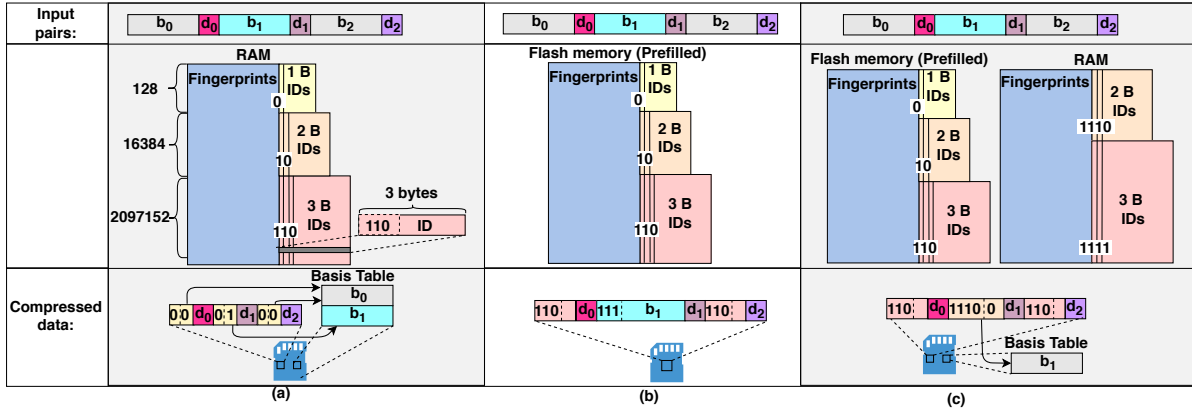 Input pairs:
b0 d0 b1 d1 b2 d2
b0 d0 b1 d1 b2 d2
b0 d0 b1 d1 b2 d2
RAM
Fingerprints
1 B IDs
0
2 B IDs
10
3 B IDs
110
128
16384
2097152
3 bytes
110 ID
Flash memory (Prefilled)
Fingerprints
1 B IDs
0
2 B IDs
10
3 B IDs
110
Flash memory (Prefilled)
Fingerprints
1 B IDs
0
2 B IDs
10
3 B IDs
110
RAM
Fingerprints
2 B IDs
1110
3 B IDs
1111
Compressed data:
0 0 d0 0 1 d1 0 0 d2
Basis Table
b0
b1
(a)
110 d0 111 b1 d1 110 d2
(b)
110 d0 1110 0 d1 110 d2
Basis Table
b1
(c)